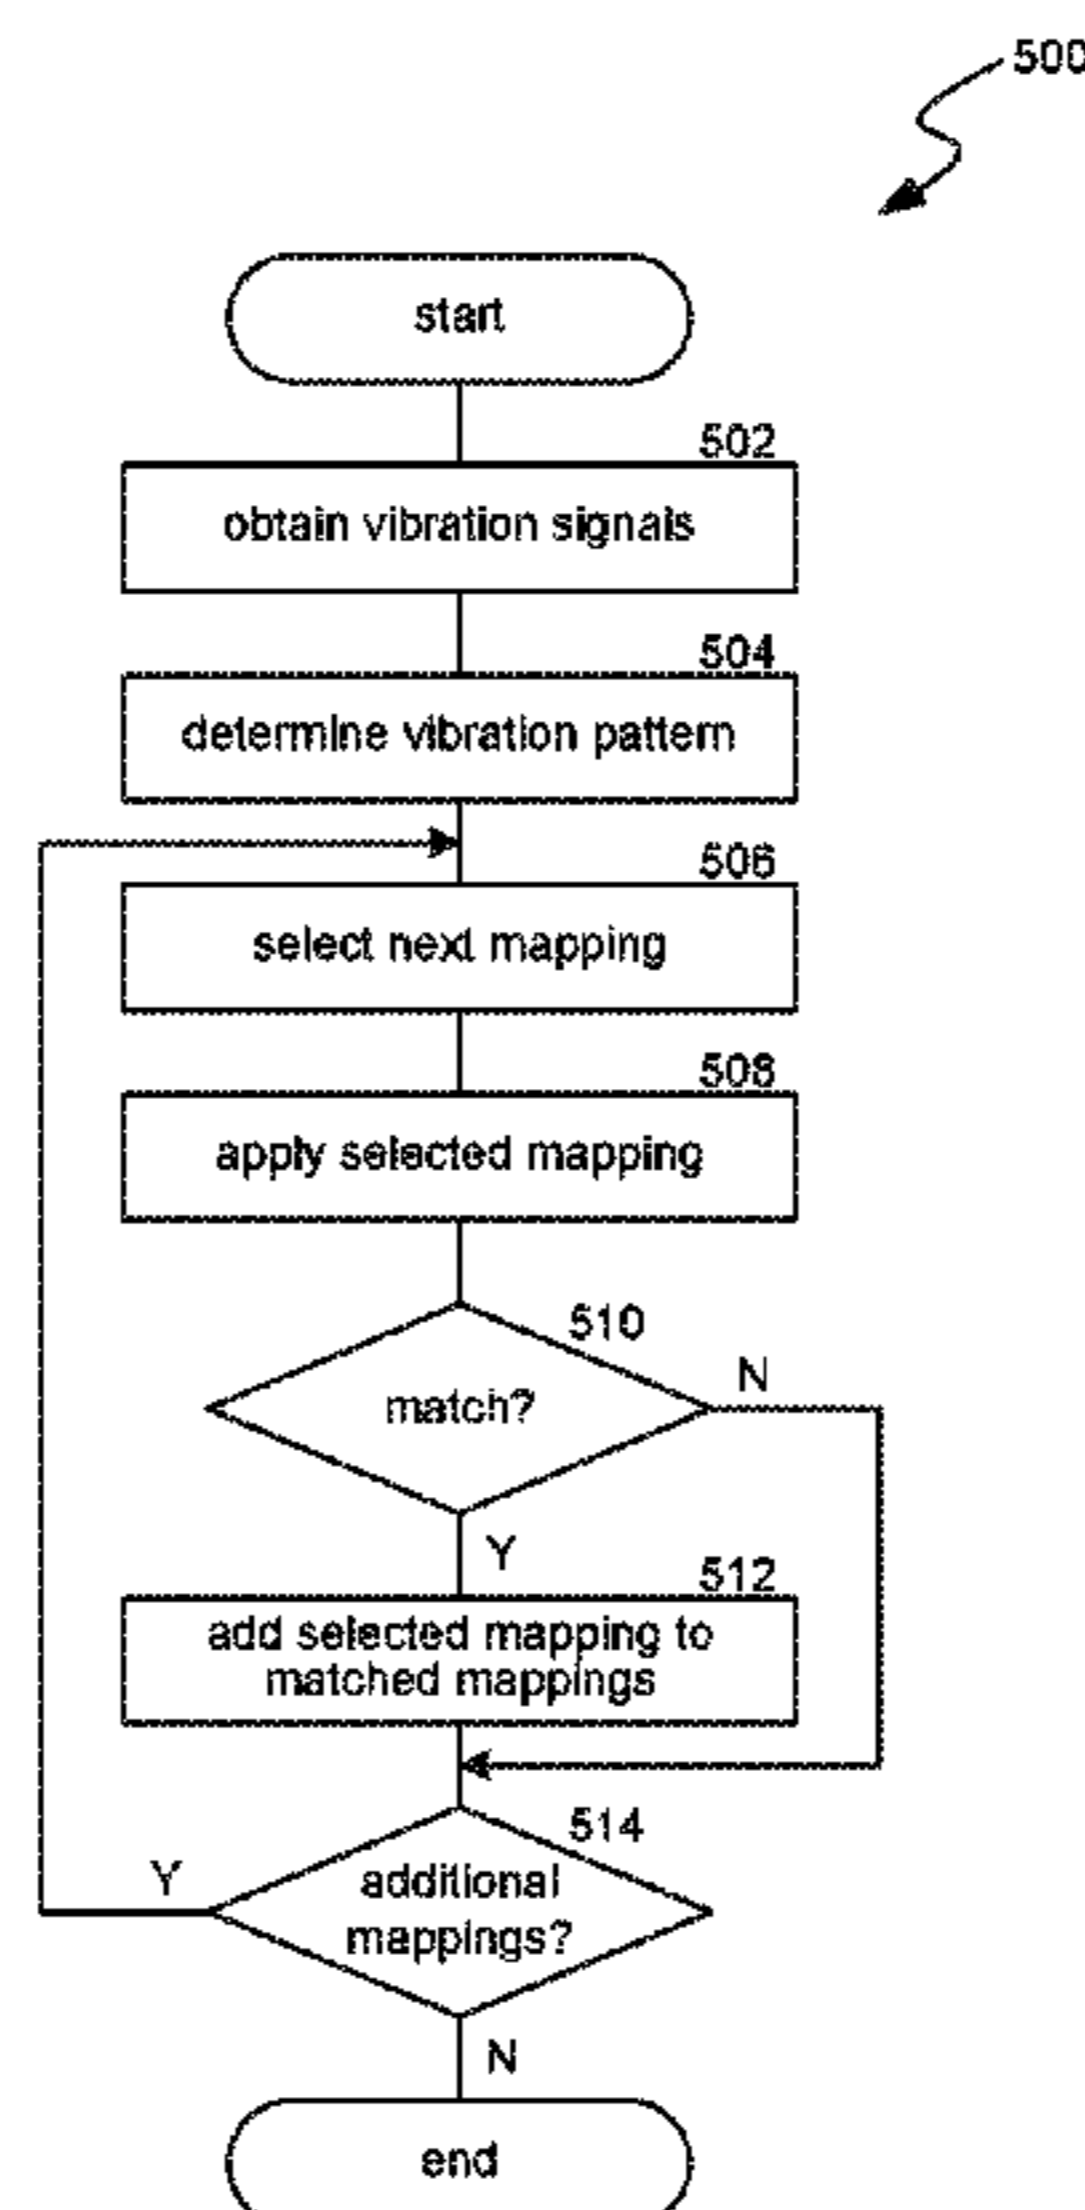 500
start
502
obtain vibration signals
504
determine vibration pattern
506
select next mapping
508
apply selected mapping
510
match?
N
Y
512
add selected mapping to
matched mappings
514
additional
mappings?
Y
N
end